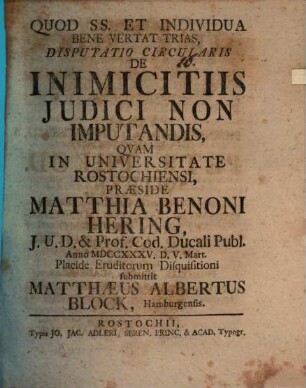 QUOD SS. ET INDIVIDUA
BENE VERTAT TRIAS,
DISPUTATIO CIRCULARIS
DE
INIMICITIIS
JUDICI NON
IMPUTANDIS,
QVAM
IN UNIVERSITATE
ROSTOCHIENSI,
PRÆSIDE
MATTHIA BENONI
HERING,
J. U. D. & Prof. Cod. Ducali Publ.
Anno MDCCXXXV. D. V. Mart.
Placide Eruditorum Disquisitioni
submittit
MATTHÆUS ALBERTUS
BLOCK, Hamburgensis.
ROSTOCHII,
Typis JO. JAC. ADLERI, SEREN. PRINC. & ACAD. Typogr.